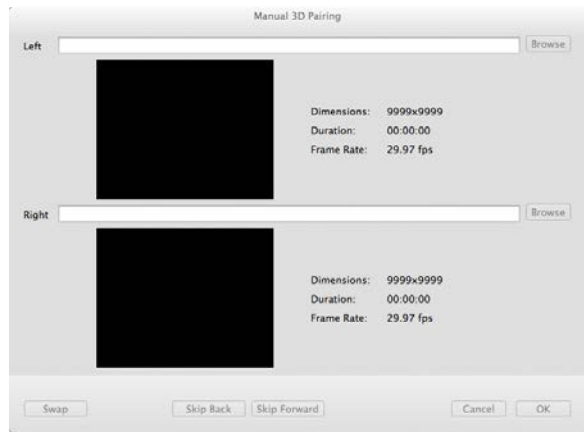 Manual 3D Pairing
Left Browse
Dimensions: 9999x9999
Duration: 00:00:00
Frame Rate: 29.97 fps
Right Browse
Dimensions: 9999x9999
Duration: 00:00:00
Frame Rate: 29.97 fps
Swap Skip Back Skip Forward Cancel OK